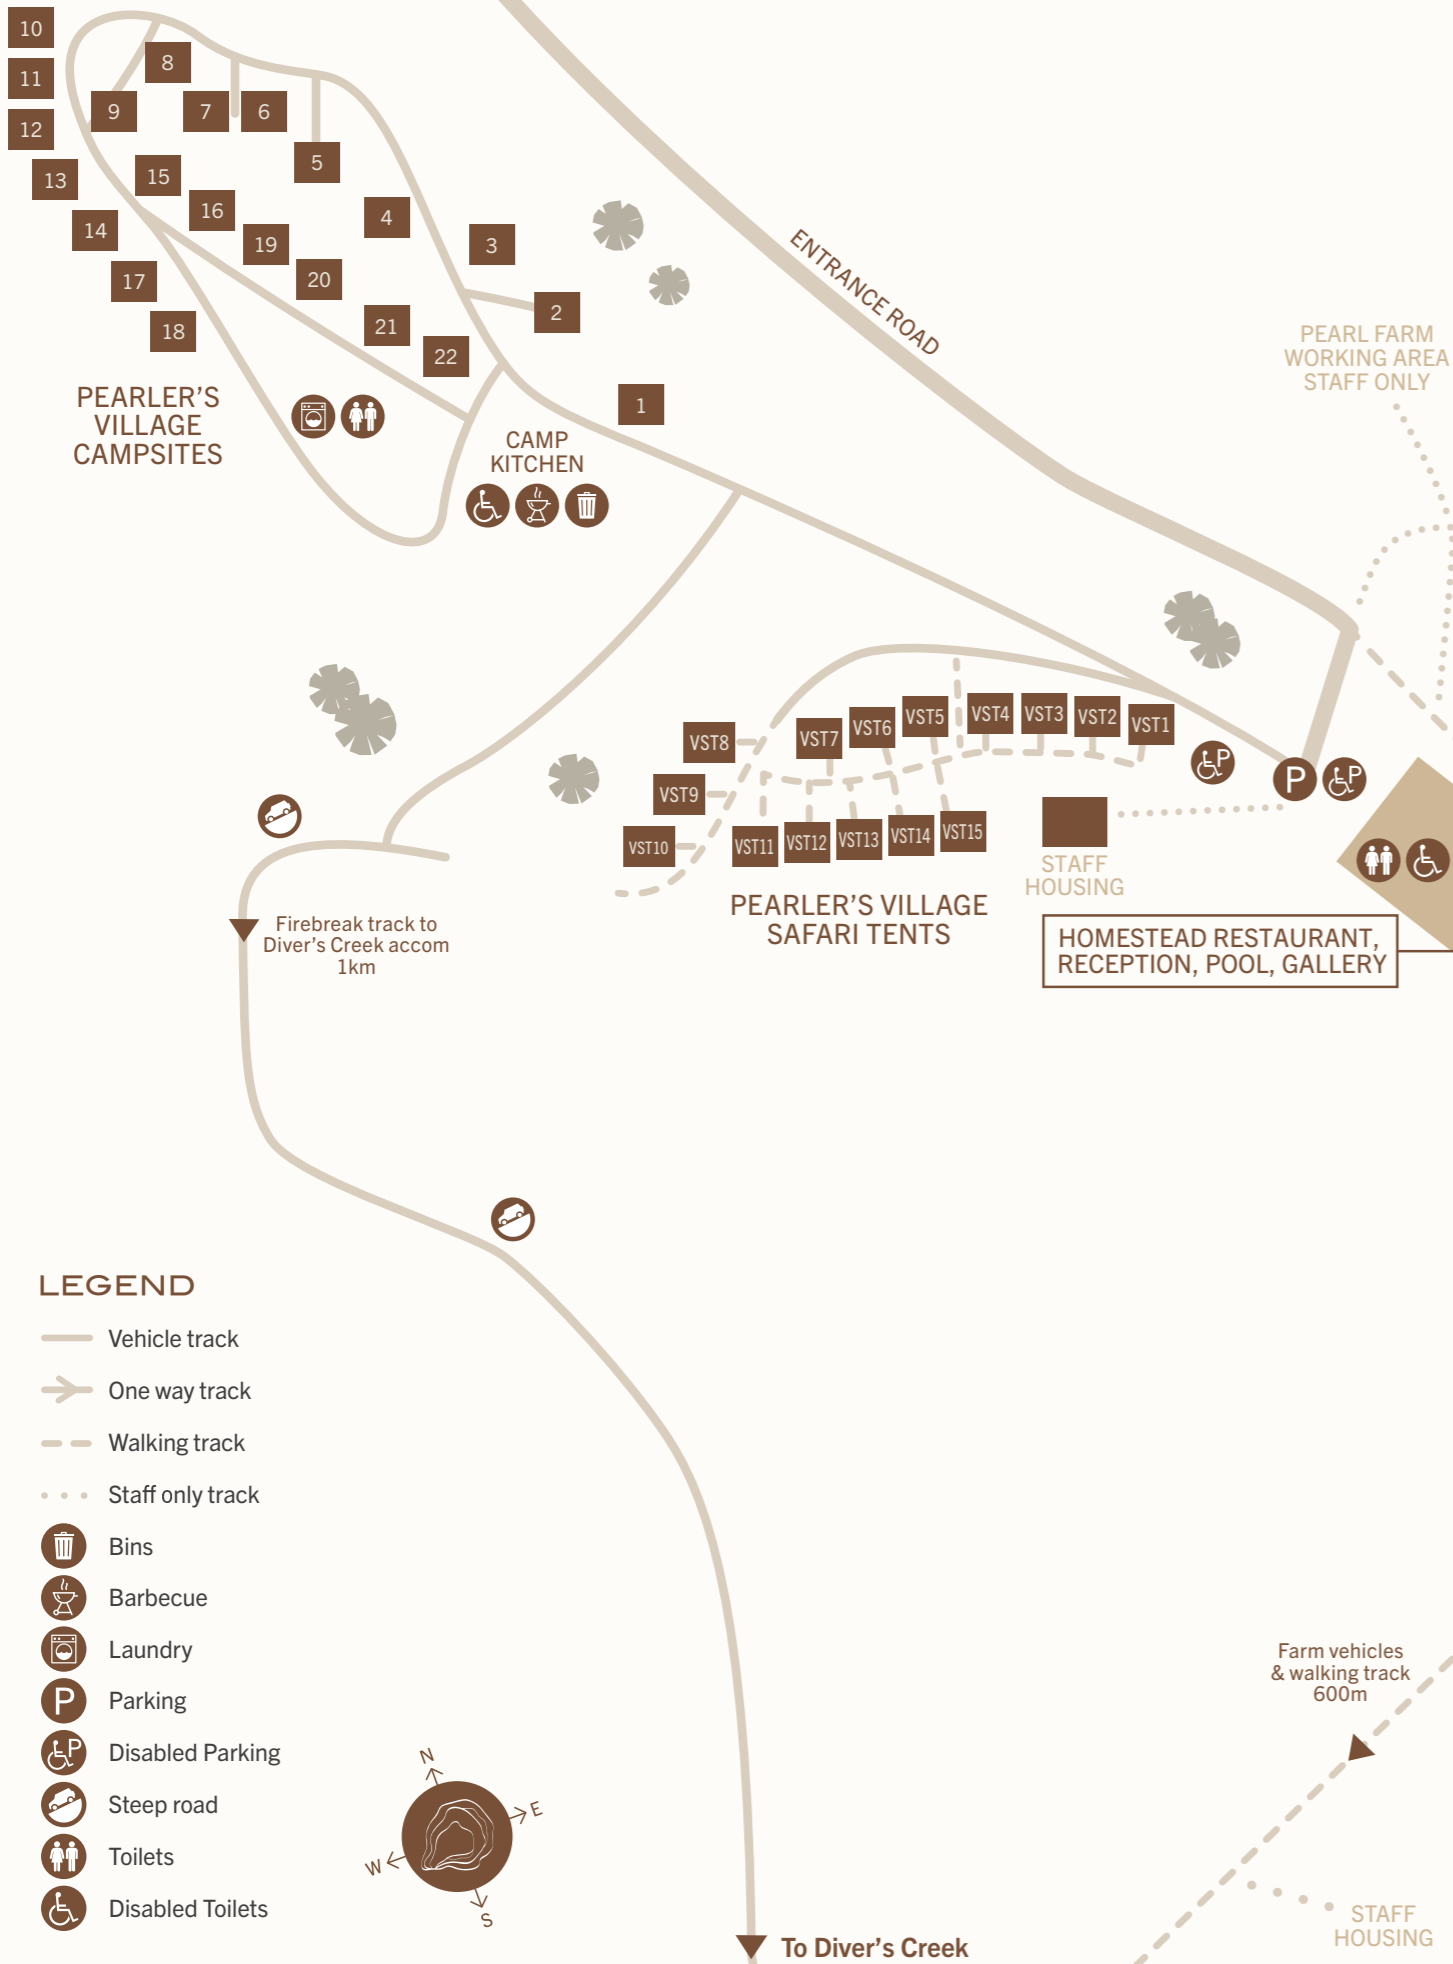 10
11
12
13
14
8
9
7
6
5
15
16
4
19
3
20
17
18
21
2
22
1
ENTRANCE ROAD
PEARL FARM
WORKING AREA
STAFF ONLY
PEARLER'S
VILLAGE
CAMPSITES
CAMP
KITCHEN
VST8
VST9
VST10
VST7
VST6
VST5
VST4
VST3
VST2
VST1
VST11
VST12
VST13
VST14
VST15
P
P
P
STAFF
HOUSING
PEARLER'S VILLAGE
SAFARI TENTS
HOMESTEAD RESTAURANT,
RECEPTION, POOL, GALLERY
Firebreak track to
Diver's Creek accom
1km
LEGEND
Vehicle track
One way track
Walking track
Staff only track
Bins
Barbecue
Laundry
P
Parking
P
Disabled Parking
Steep road
Toilets
Disabled Toilets
N
E
W
S
Farm vehicles
& walking track
600m
STAFF
HOUSING
To Diver's Creek